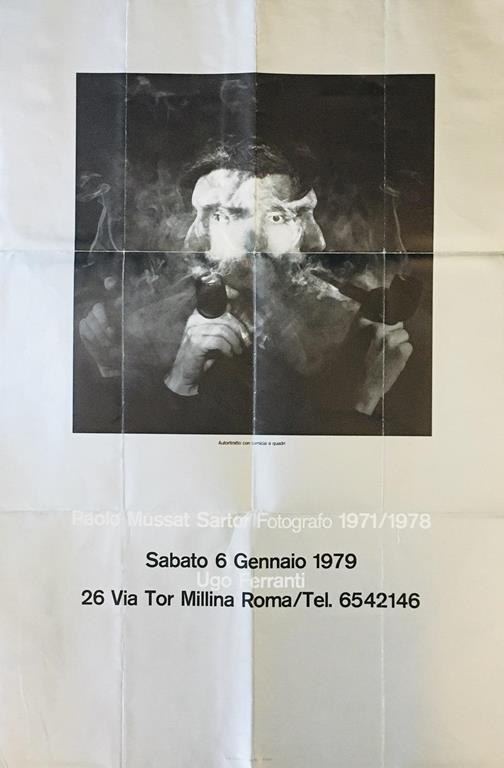 Autoritratto con camicia a quadri
Paolo Mussat Sartor Fotografo 1971/1978
Sabato 6 Gennaio 1979
Ugo Ferranti
26 Via Tor Millina Roma/Tel. 6542146